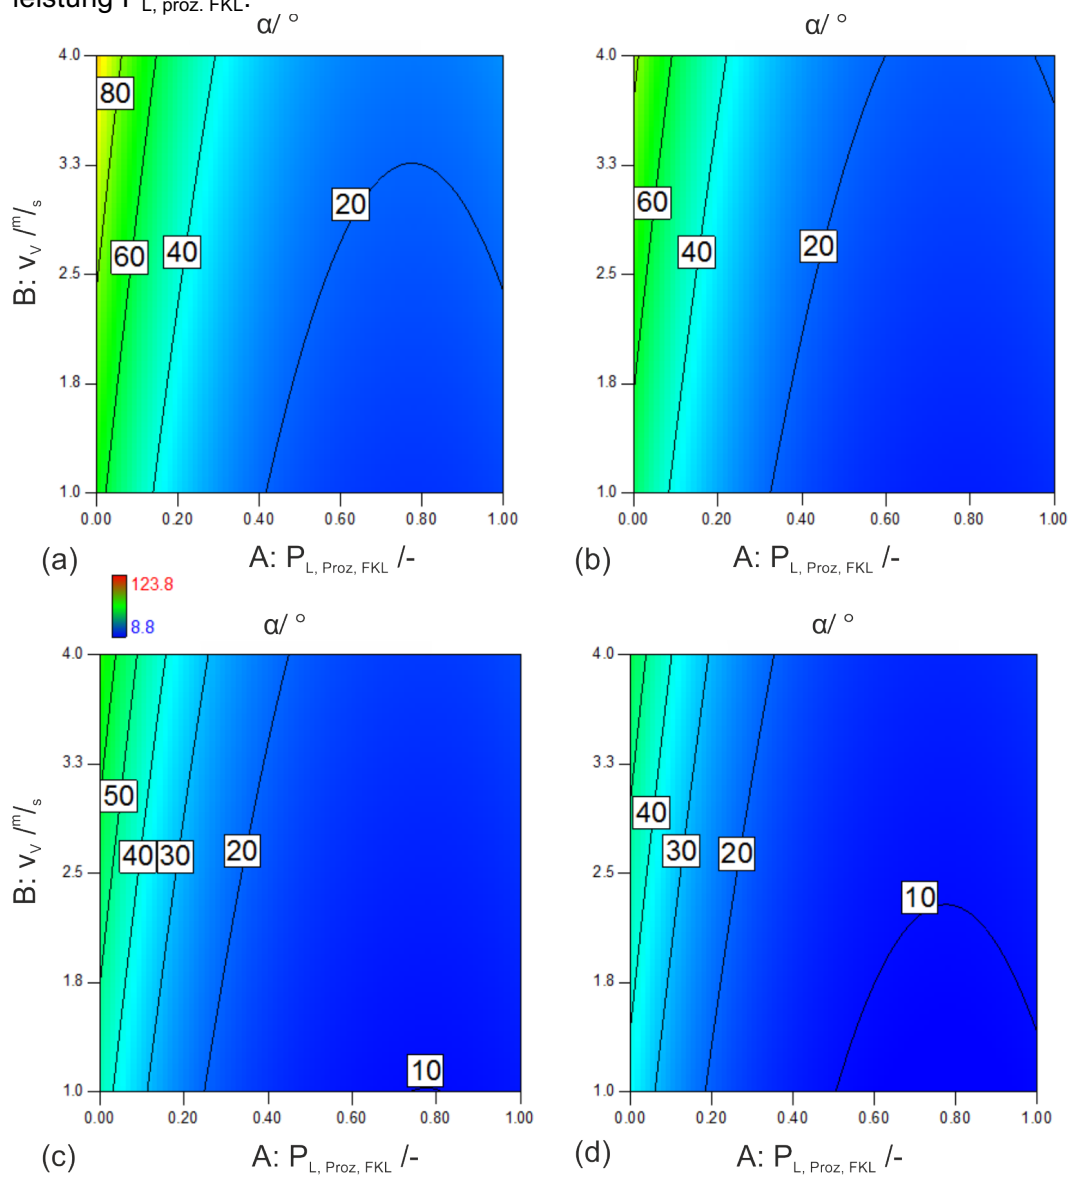 leistung P L, proz. FKL.
α/ °
α/ °
4.0
3.3
2.5
1.8
1.0
80
60
40
20
4.0
3.3
2.5
1.8
1.0
60
40
20
B: vV /m/s
0.00 0.20 0.40 0.60 0.80 1.00
0.00 0.20 0.40 0.60 0.80 1.00
(a) A: PL, Proz, FKL /-
(b) A: PL, Proz, FKL /-
123.8
8.8
α/ °
α/ °
4.0
3.3
2.5
1.8
1.0
50
40
30
20
10
4.0
3.3
2.5
1.8
1.0
40
30
20
10
B: vV /m/s
0.00 0.20 0.40 0.60 0.80 1.00
0.00 0.20 0.40 0.60 0.80 1.00
(c) A: PL, Proz, FKL /-
(d) A: PL, Proz, FKL /-